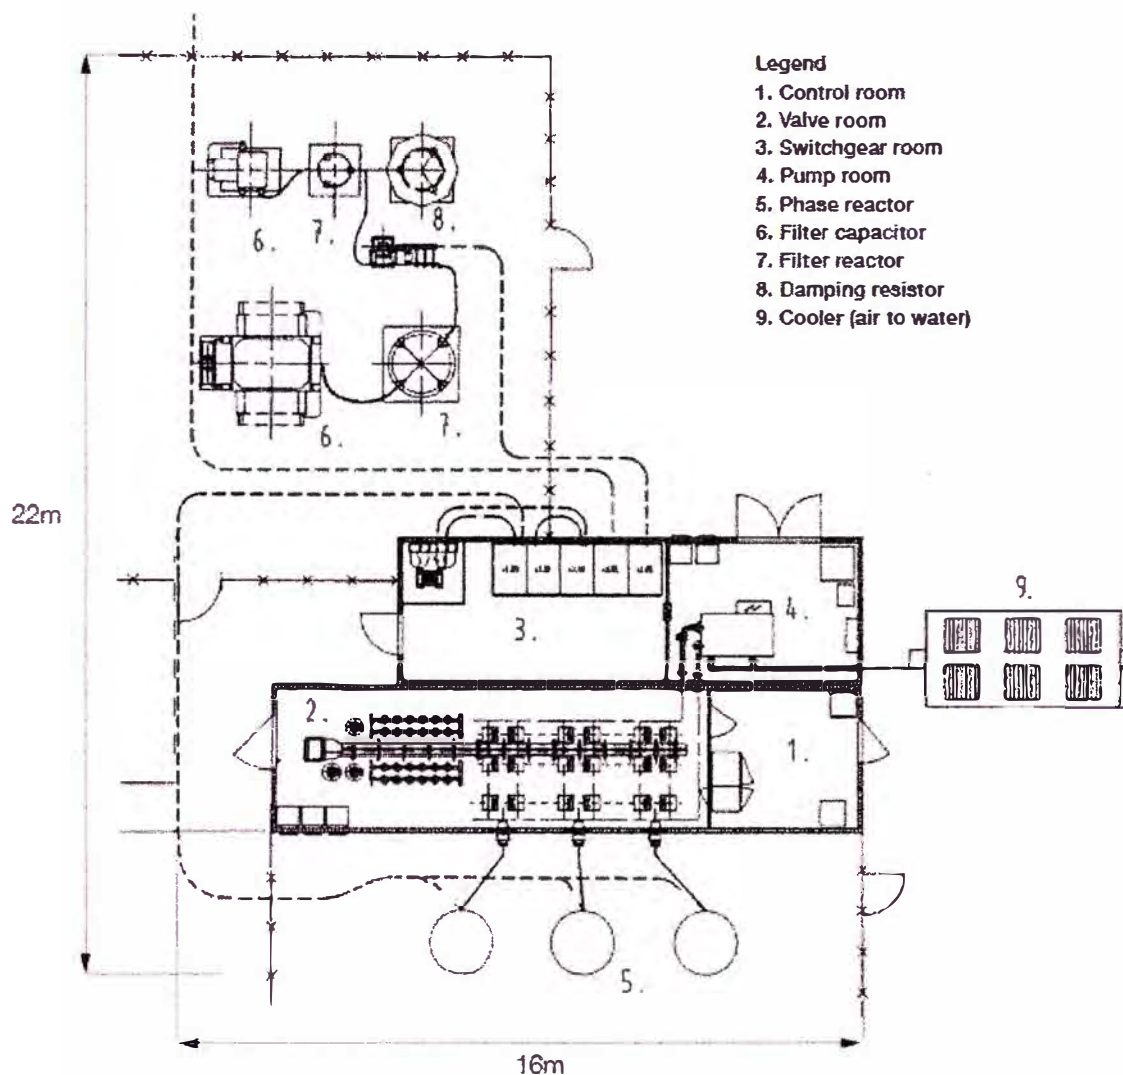 Legend
1. Control room
2. Valve room
3. Switchgear room
4. Pump room
5. Phase reactor
6. Filter capacitor
7. Filter reactor
8. Damping resistor
9. Cooler (air to water)
6.
7.
8.
6.
7.
22m
3.
4.
9.
2.
1.
5.
16m